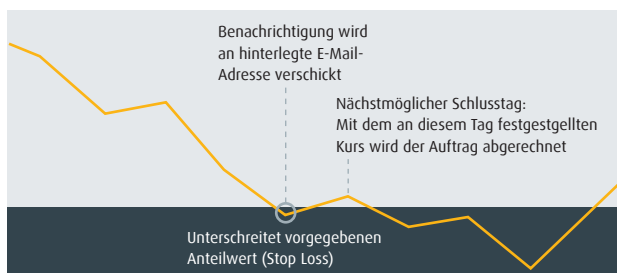 Benachrichtigung wird
an hinterlegte E-Mail-
Adresse verschickt
Nächstmöglicher Schlusstag:
Mit dem an diesem Tag festgestgellten
Kurs wird der Auftrag abgerechnet
Unterschreitet vorgegebenen
Anteilwert (Stop Loss)